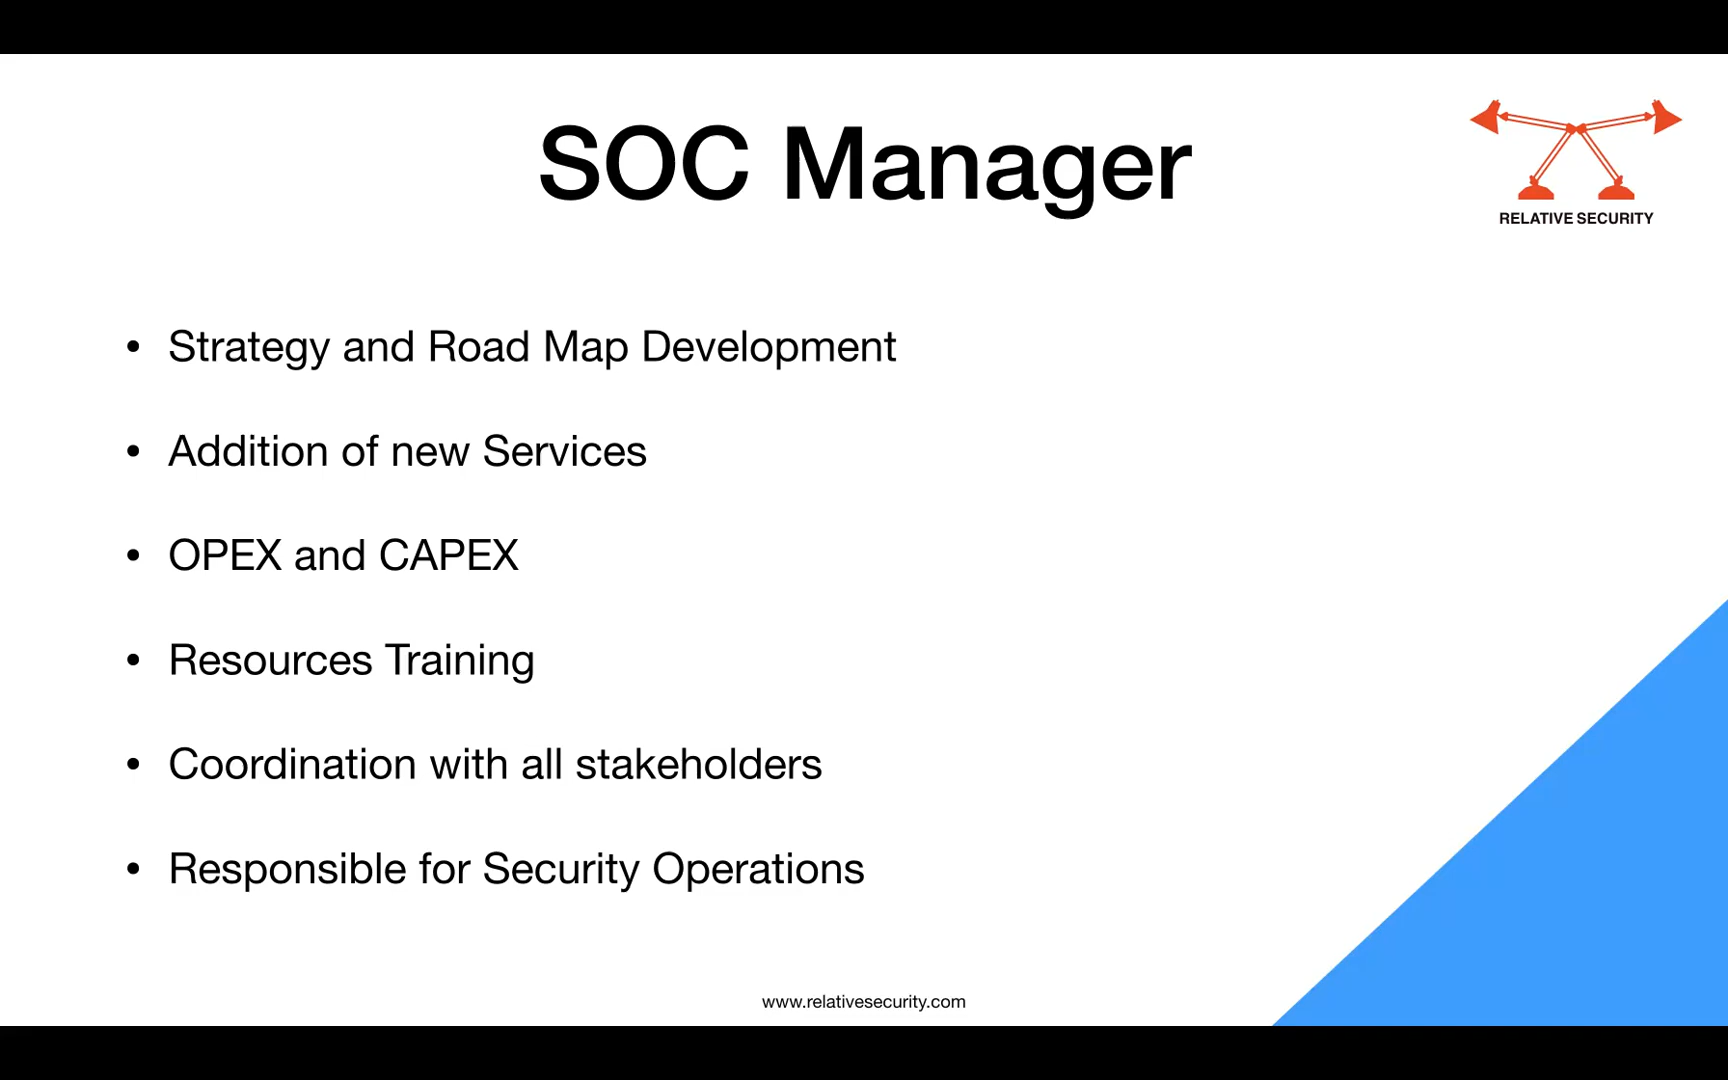 SOC Manager
RELATIVE SECURITY
• Strategy and Road Map Development
• Addition of new Services
• OPEX and CAPEX
• Resources Training
• Coordination with all stakeholders
• Responsible for Security Operations
www.relativesecurity.com